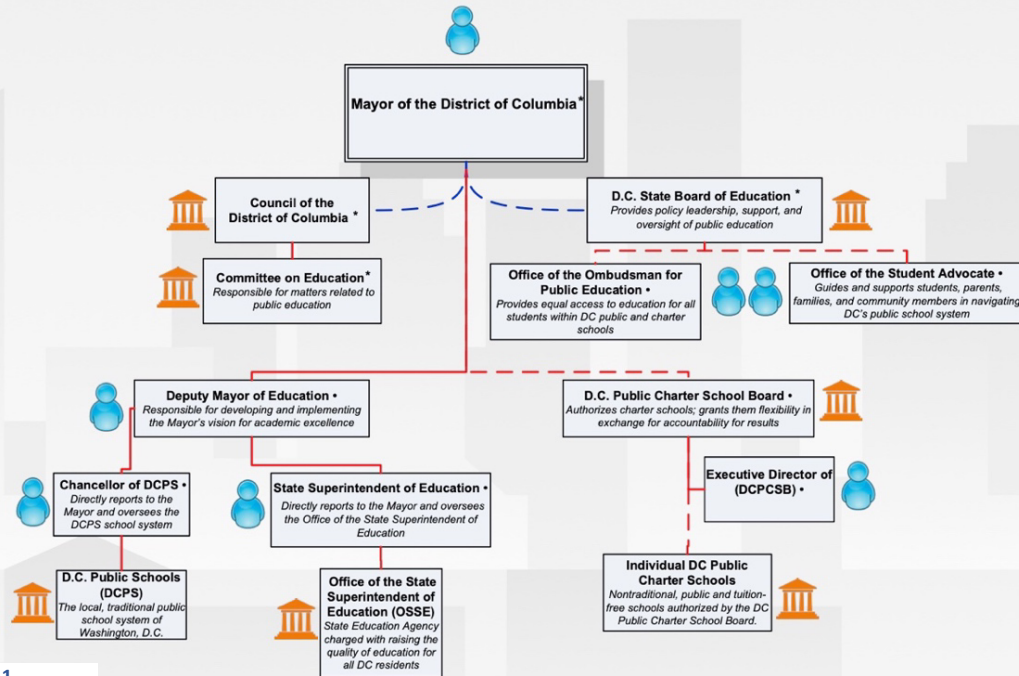 Mayor of the District of Columbia*
Council of the
District of Columbia *
D.C. State Board of Education *
Provides policy leadership, support, and
oversight of public education
Committee on Education*
Responsible for matters related to
public education
Office of the Ombudsman for
Public Education •
Provides equal access to education for all
students within DC public and charter
schools
Office of the Student Advocate •
Guides and supports students, parents,
families, and community members in navigating
DC's public school system
Deputy Mayor of Education •
Responsible for developing and implementing
the Mayor's vision for academic excellence
D.C. Public Charter School Board •
Authorizes charter schools; grants them flexibility in
exchange for accountability for results
Chancellor of DCPS •
Directly reports to the
Mayor and oversees the
DCPS school system
State Superintendent of Education •
Directly reports to the Mayor and oversees
the Office of the State Superintendent of
Education
Executive Director of
(DCPCSB) •
D.C. Public Schools
(DCPS)
The local, traditional public
school system of
Washington, D.C.
Office of the State
Superintendent of
Education (OSSE)
State Education Agency
charged with raising the
quality of education for
all DC residents
Individual DC Public
Charter Schools
Nontraditional, public and tuition-
free schools authorized by the DC
Public Charter School Board.
1